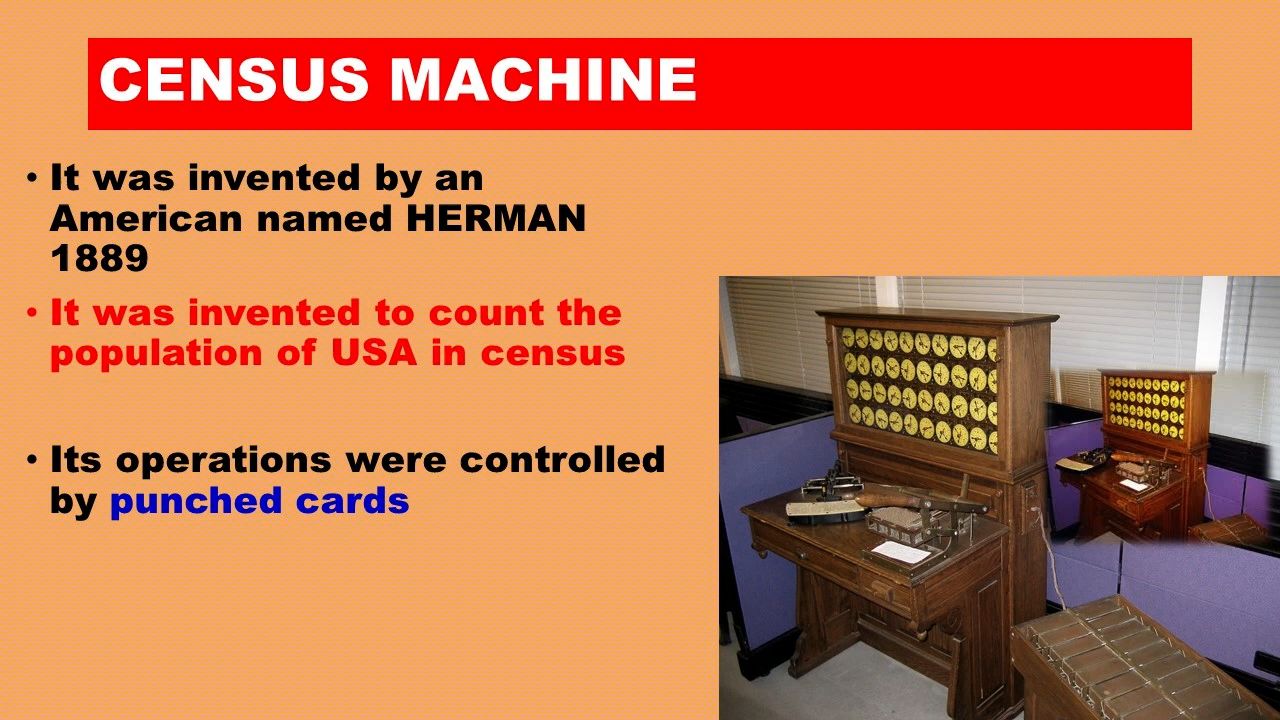 CENSUS MACHINE
• It was invented by an
American named HERMAN
1889
• It was invented to count the
population of USA in census
• Its operations were controlled
by punched cards